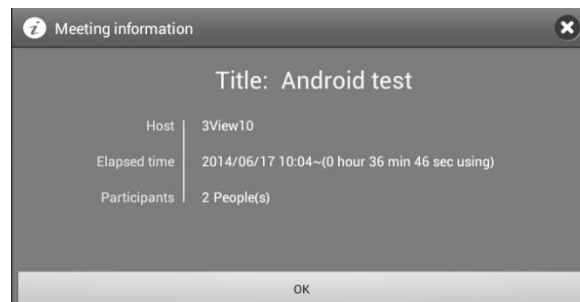 Meeting information
Title: Android test
Host 3View10
Elapsed time 2014/06/17 10:04~(0 hour 36 min 46 sec using)
Participants 2 People(s)
OK